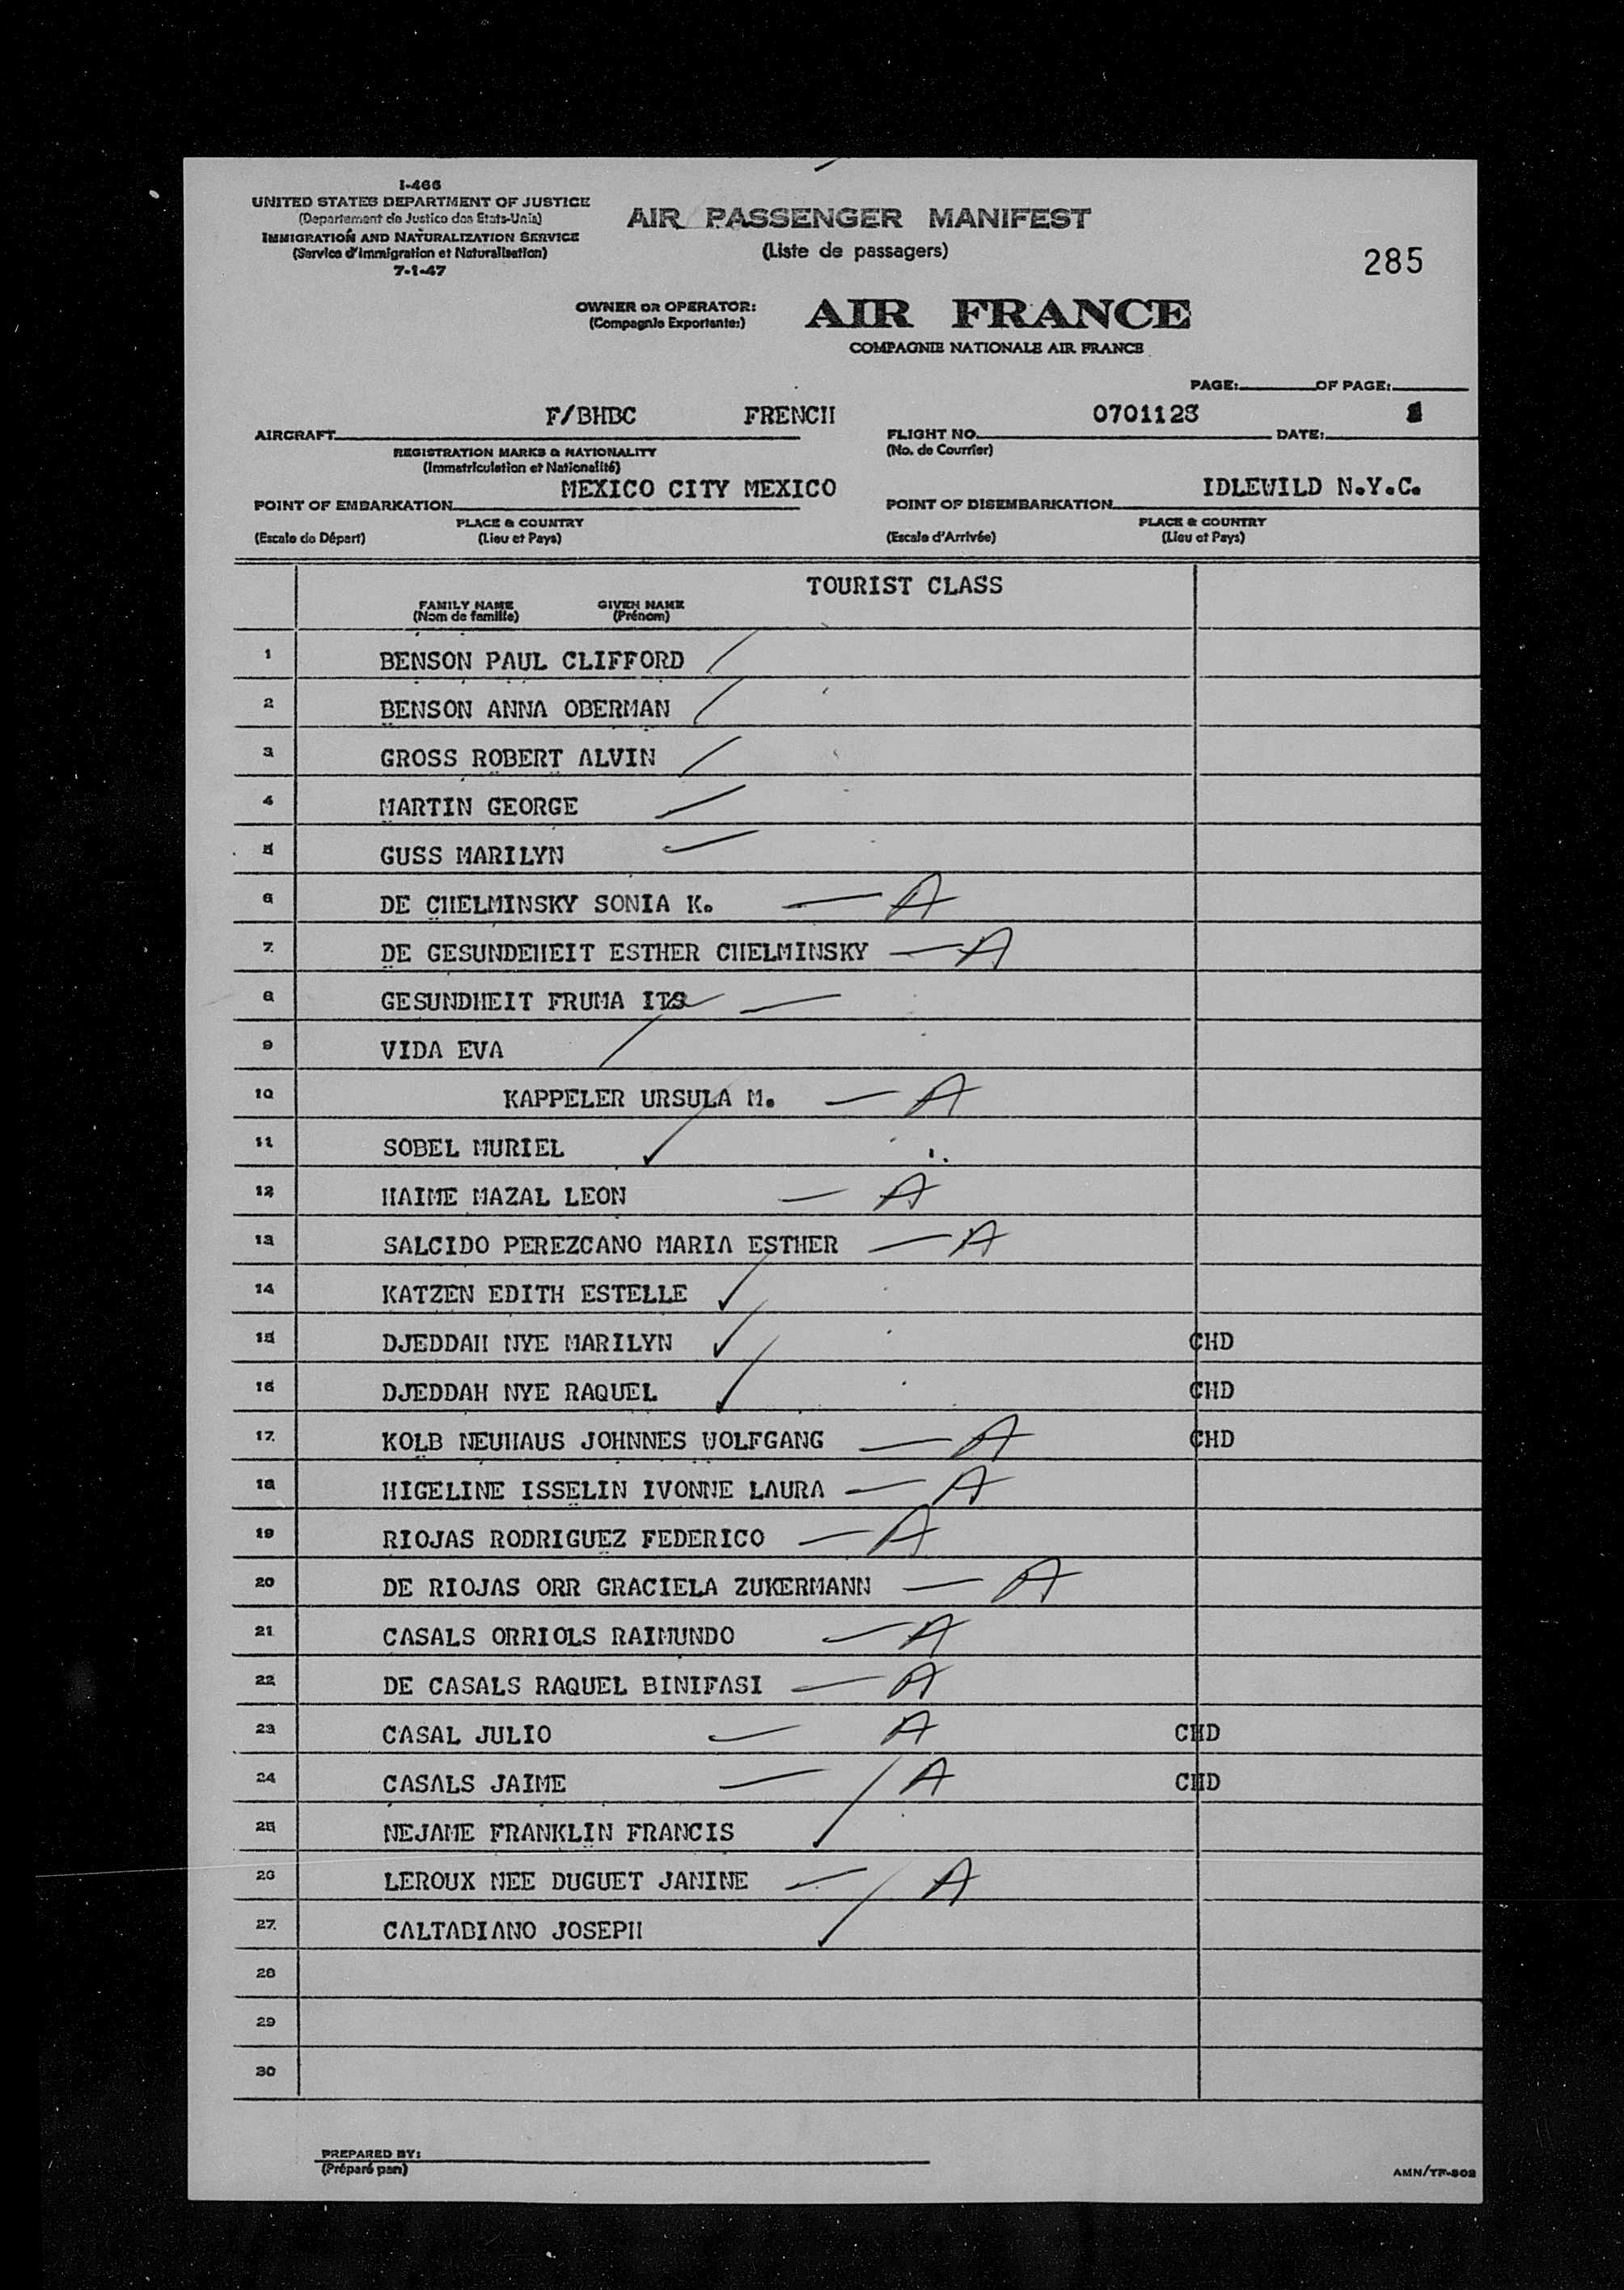 I-466
UNITED STATES DEPARTMENT OF JUSTICE
(Departement de Justice des Etats-Unis)
IMMIGRATION AND NATURALIZATION SERVICE
(Service d'Immigration et Naturalisation)
7-1-47
AIR PASSENGER MANIFEST
(Liste de passagers)
285
OWNER OR OPERATOR: AIR FRANCE
(Compagnie Exportante:)
COMPAGNIE NATIONALE AIR FRANCE
PAGE: OF PAGE:
AIRCRAFT F/BHBC FRENCH
REGISTRATION MARKS & NATIONALITY
(Immatriculation et Nationalité)
FLIGHT NO. 0701123 DATE:
(No. de Courrier)
POINT OF EMBARKATION MEXICO CITY MEXICO
PLACE & COUNTRY
(Escale de Départ) (Lieu et Pays)
POINT OF DISEMBARKATION IDLEWILD N.Y.C.
PLACE & COUNTRY
(Escale d'Arrivée) (Lieu et Pays)
TOURIST CLASS
FAMILY NAME GIVEN NAME
(Nom de famille) (Prénom)
1 BENSON PAUL CLIFFORD
2 BENSON ANNA OBERMAN
3 GROSS ROBERT ALVIN
4 MARTIN GEORGE
5 GUSS MARILYN
6 DE CHELMINSKY SONIA K. — A
7 DE GESUNDEHEIT ESTHER CHELMINSKY — A
8 GESUNDHEIT FRUMA —
9 VIDA EVA
10 KAPPELER URSULA M. — A
11 SOBEL MURIEL ✓
12 HAIME MAZAL LEON — A
13 SALCIDO PEREZCANO MARIA ESTHER — A
14 KATZEN EDITH ESTELLE ✓
15 DJEDDAH NYE MARILYN ✓ CHD
16 DJEDDAH NYE RAQUEL ✓ CHD
17 KOLB NEUHAUS JOHNNES WOLFGANG — A CHD
18 HIGELINE ISSELIN IVONNE LAURA — A
19 RIOJAS RODRIGUEZ FEDERICO — A
20 DE RIOJAS ORR GRACIELA ZUKERMANN — A
21 CASALS ORRIOLS RAIMUNDO — A
22 DE CASALS RAQUEL BINIFASI — A
23 CASAL JULIO — A CHD
24 CASALS JAIME — A CHD
25 NEJAME FRANKLIN FRANCIS ✓
26 LEROUX NEE DUGUET JANINE — A
27 CALTABIANO JOSEPH ✓
28
29
30
PREPARED BY:
(Préparé par)
AMN/TF-802